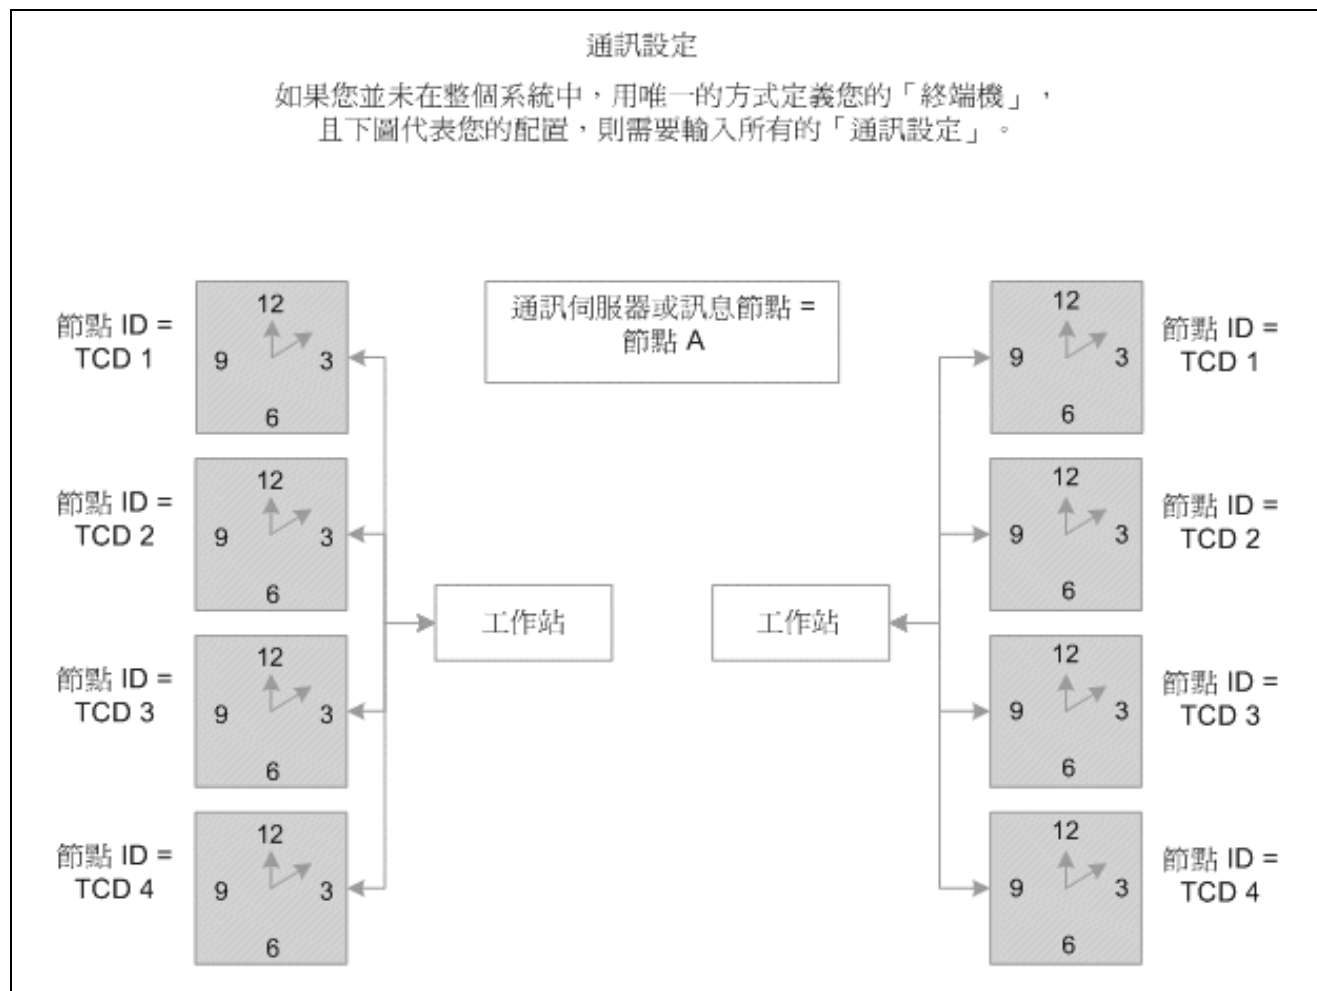 通訊設定
如果您並未在整個系統中，用唯一的方式定義您的「終端機」，
且下圖代表您的配置，則需要輸入所有的「通訊設定」。
節點 ID =
TCD 1
12
9
3
6
通訊伺服器或訊息節點 =
節點 A
12
9
3
6
節點 ID =
TCD 1
節點 ID =
TCD 2
12
9
3
6
12
9
3
6
節點 ID =
TCD 2
工作站
工作站
節點 ID =
TCD 3
12
9
3
6
12
9
3
6
節點 ID =
TCD 3
節點 ID =
TCD 4
12
9
3
6
12
9
3
6
節點 ID =
TCD 4